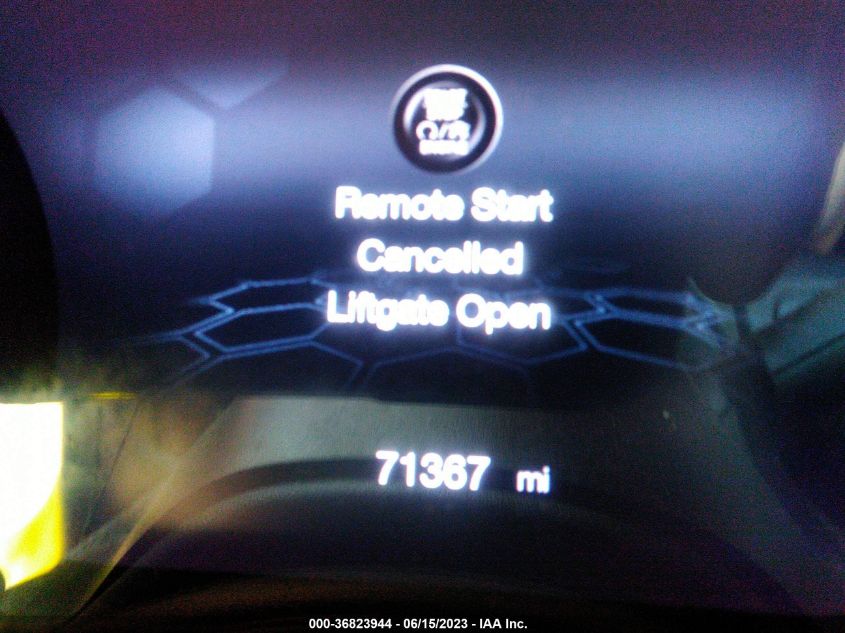 Remote Start
Cancelled
Liftgate Open
71367 mi
000-36823944 - 06/15/2023 - IAA Inc.